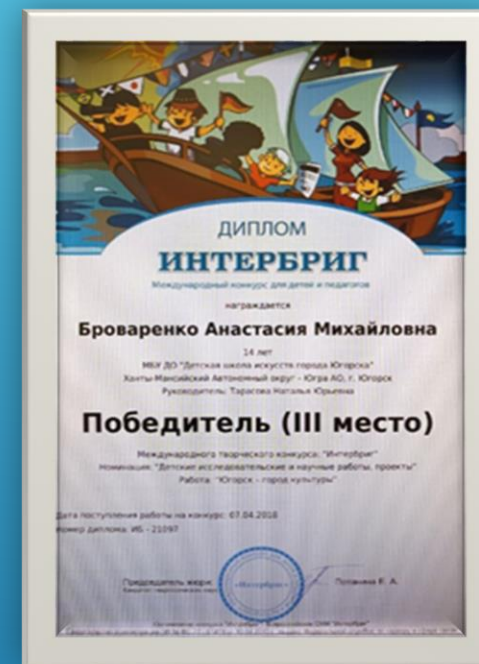 ДИПЛОМ
ИНТЕРБРИГ
Международный конкурс для детей и педагогов
награждается
Броваренко Анастасия Михайловна
14 лет
МБУ ДО "Детская школа искусств города Югорска"
Ханты-Мансийский Автономный округ - Югра АО, г. Югорск
Руководитель: Тарасова Наталья Юрьевна
Победитель (III место)
Международного творческого конкурса: "Интербриг"
Номинация: "Детские исследовательские и научные работы, проекты"
Работа: "Югорск - город культуры"
Дата поступления работы на конкурс: 07.04.2018
Номер диплома: ИБ - 21097
Председатель жюри:
«Интербриг»
Потанина Е. А.